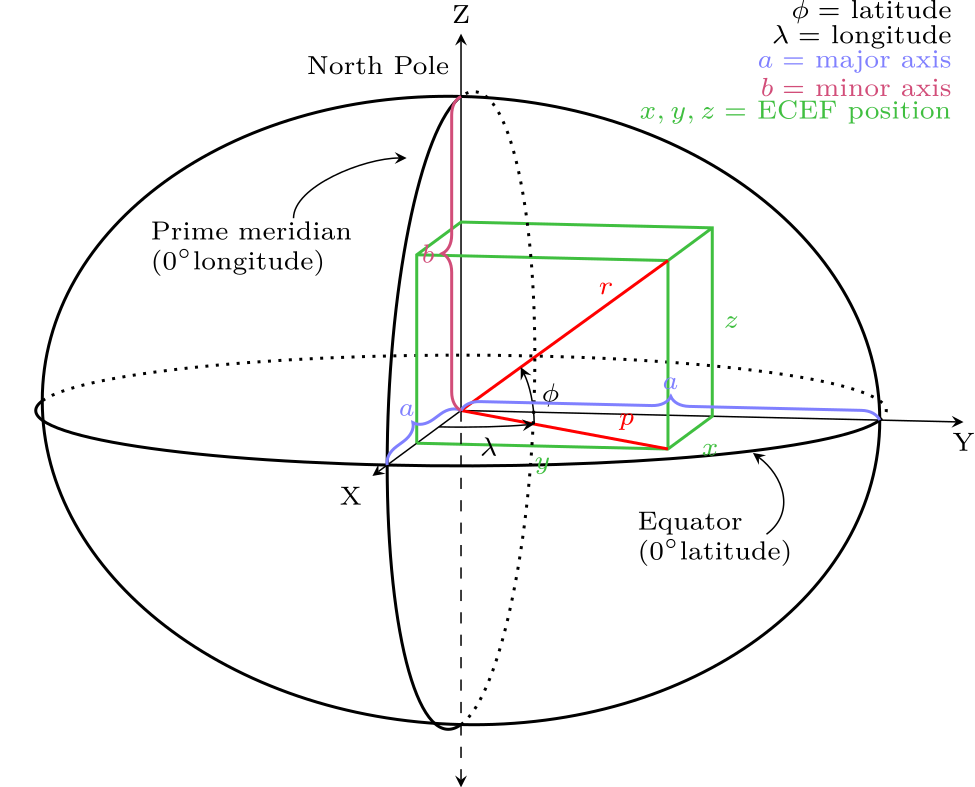 Z
ϕ = latitude
λ = longitude
a = major axis
b = minor axis
x, y, z = ECEF position
North Pole
Prime meridian
(0°longitude)
b
r
z
a
a
ϕ
p
λ
x
y
Y
X
Equator
(0°latitude)